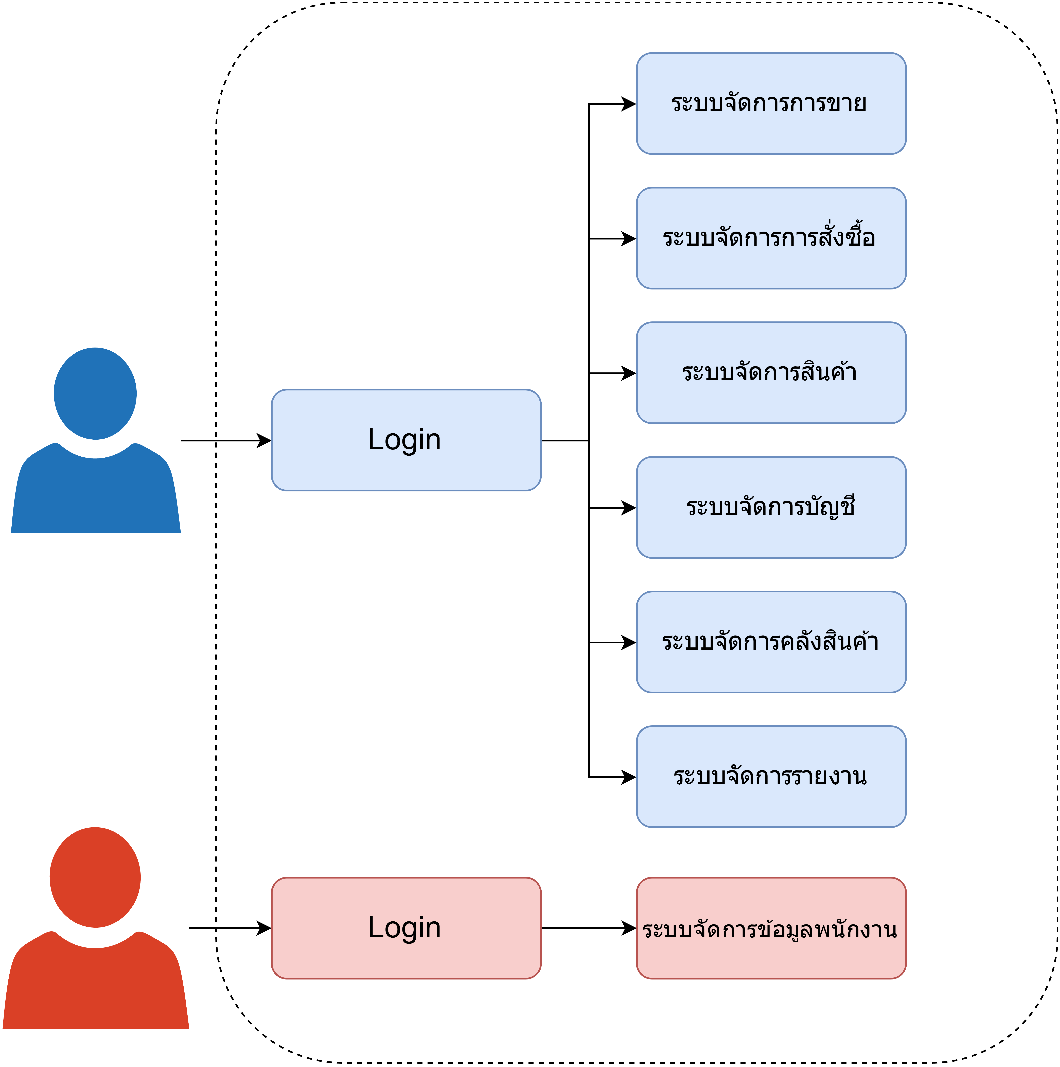 ระบบจัดการการขาย
ระบบจัดการการสั่งซื้อ
ระบบจัดการสินค้า
Login
ระบบจัดการบัญชี
ระบบจัดการคลังสินค้า
ระบบจัดการรายงาน
Login
ระบบจัดการข้อมูลพนักงาน